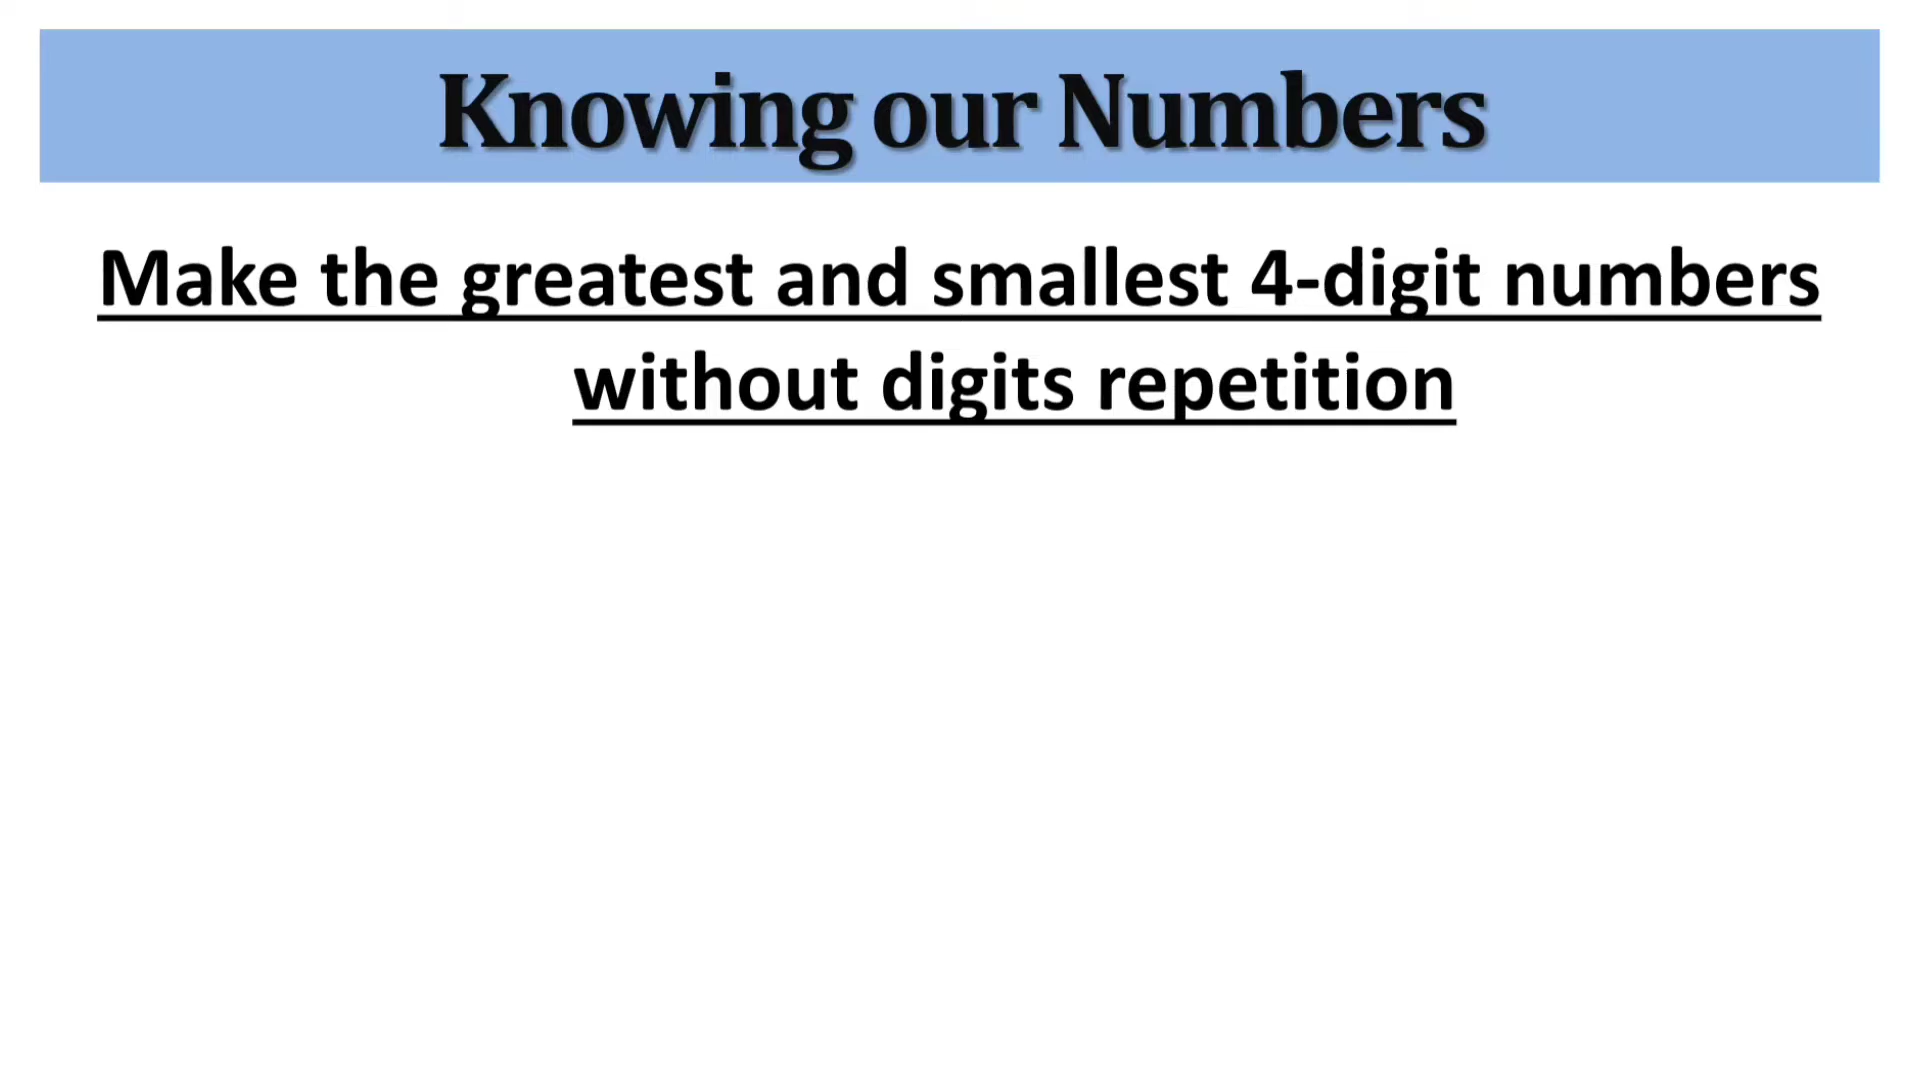 Knowing our Numbers
Make the greatest and smallest 4-digit numbers
without digits repetition